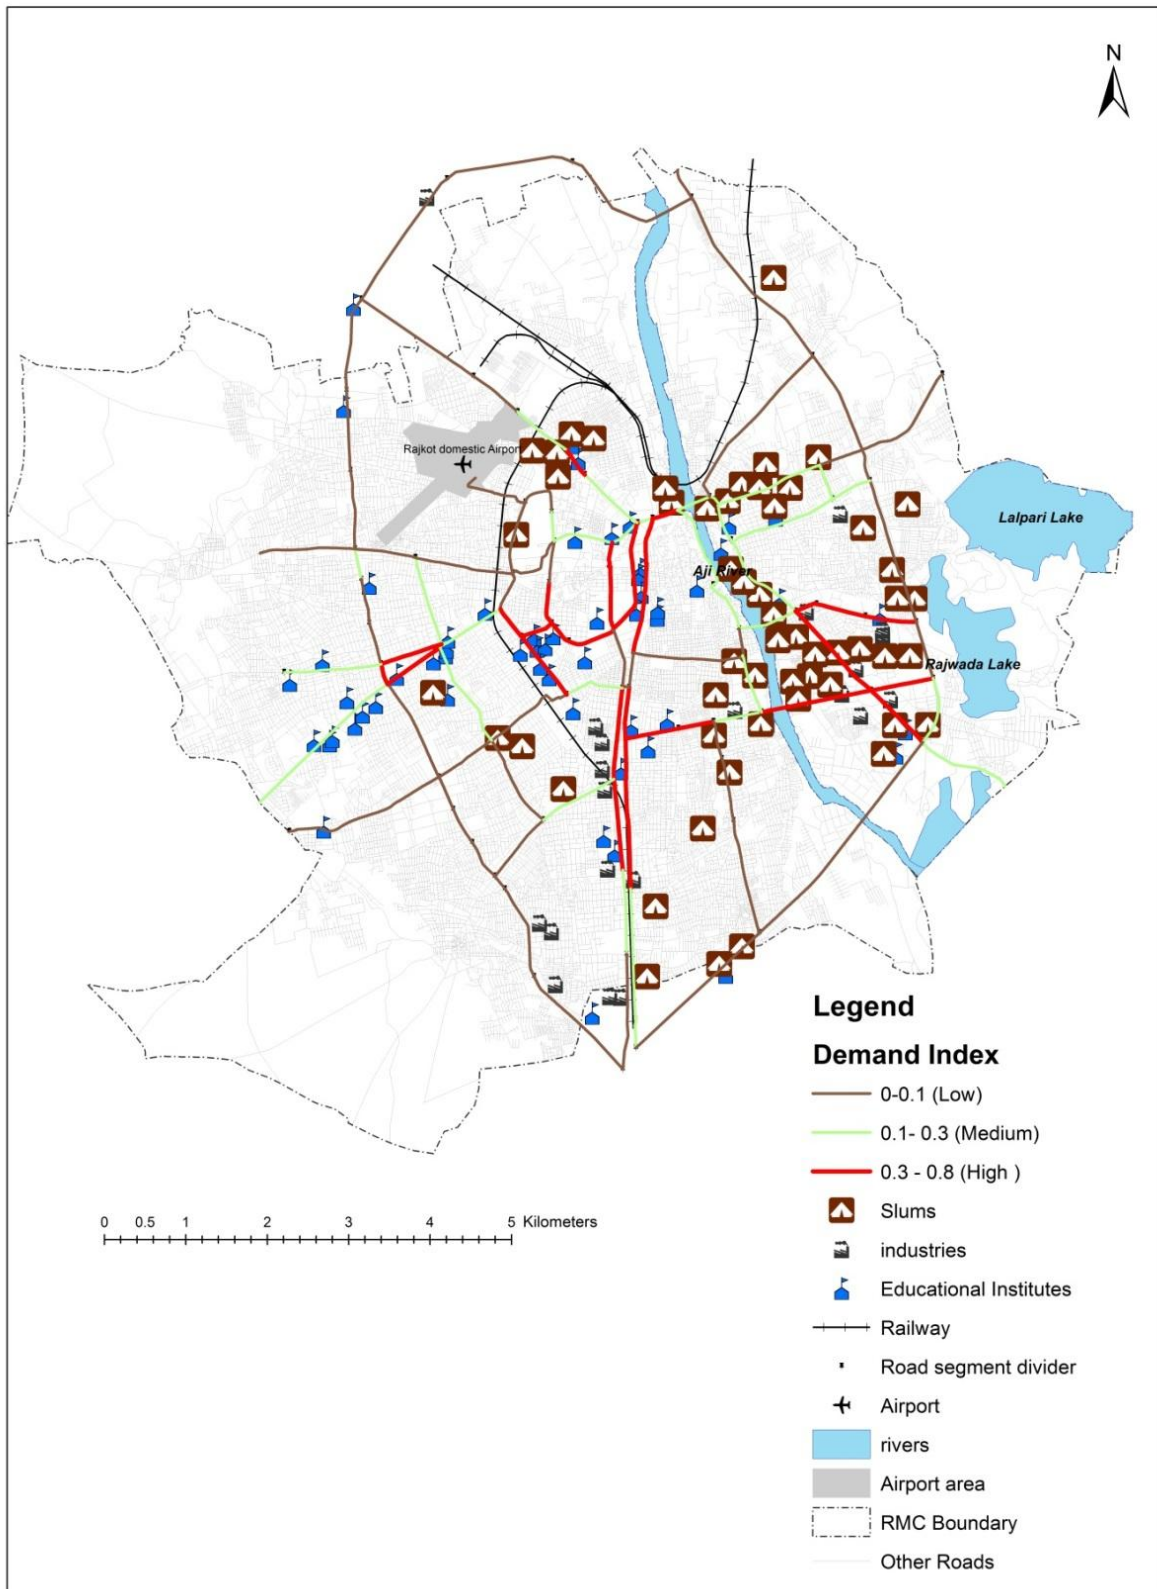 N
Rajkot domestic Airport
Lalpari Lake
Aji River
Rajwada Lake
Legend
Demand Index
0-0.1 (Low)
0.1- 0.3 (Medium)
0.3 - 0.8 (High )
Slums
industries
Educational Institutes
Railway
Road segment divider
Airport
rivers
Airport area
RMC Boundary
Other Roads
0 0.5 1 2 3 4 5 Kilometers